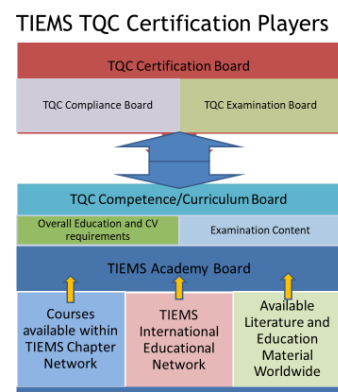 TIEMS TQC Certification Players
TQC Certification Board
TQC Compliance Board
TQC Examination Board
TQC Competence/Curriculum Board
Overall Education and CV
requirements
Examination Content
TIEMS Academy Board
Courses
available within
TIEMS Chapter
Network
TIEMS
International
Educational
Network
Available
Literature and
Education
Material
Worldwide